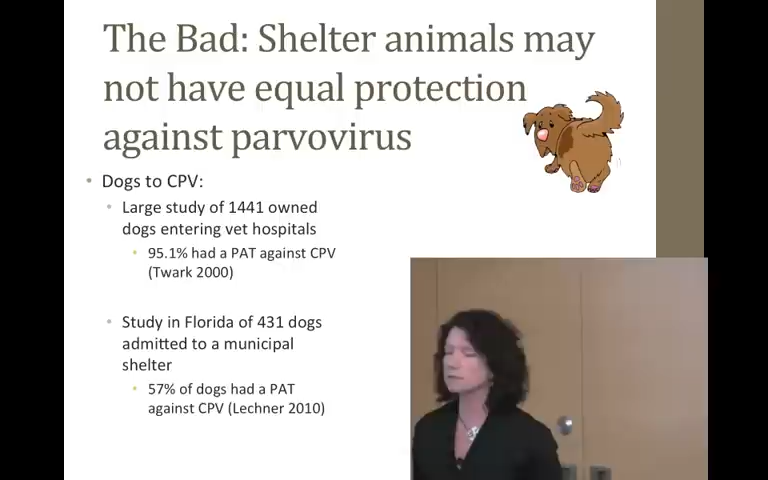 The Bad: Shelter animals may
not have equal protection
against parvovirus
• Dogs to CPV:
• Large study of 1441 owned
dogs entering vet hospitals
• 95.1% had a PAT against CPV
(Twark 2000)
• Study in Florida of 431 dogs
admitted to a municipal
shelter
• 57% of dogs had a PAT
against CPV (Lechner 2010)